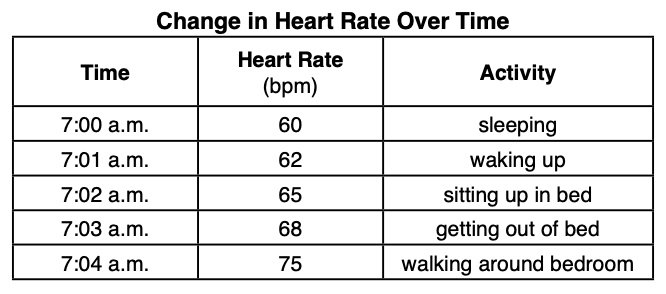 Change in Heart Rate Over Time
Time Heart Rate (bpm) Activity
7:00 a.m. 60 sleeping
7:01 a.m. 62 waking up
7:02 a.m. 65 sitting up in bed
7:03 a.m. 68 getting out of bed
7:04 a.m. 75 walking around bedroom